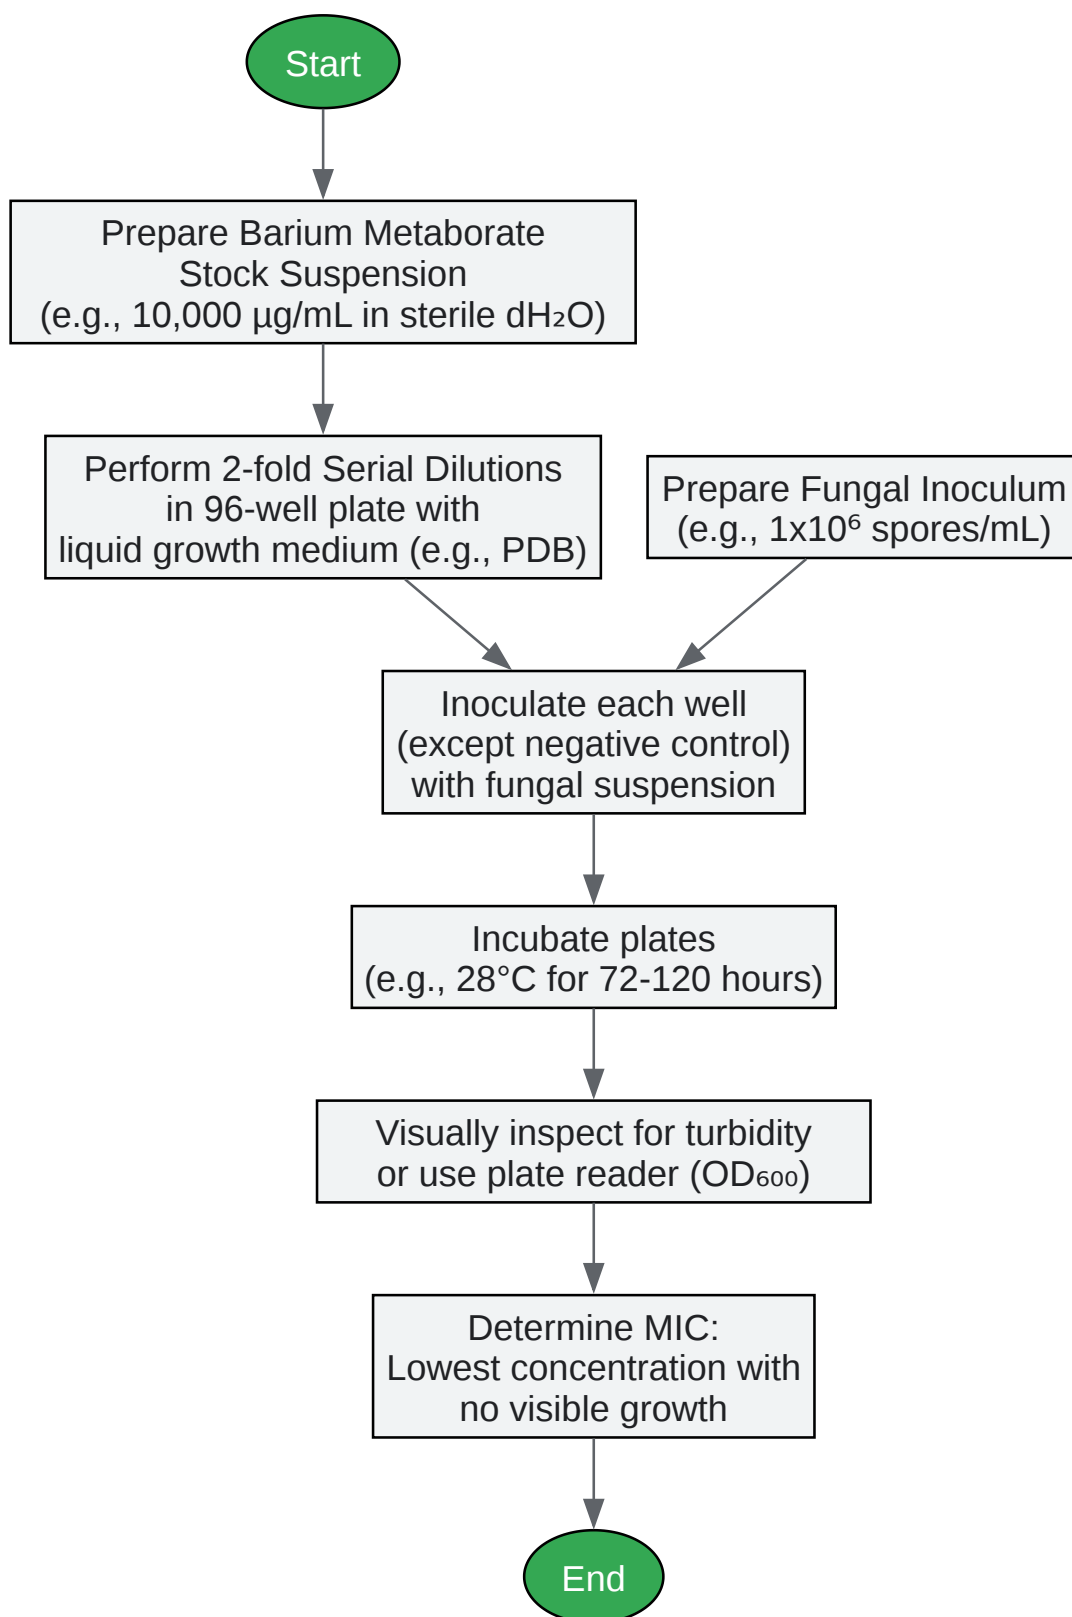 Start
Prepare Barium Metaborate
Stock Suspension
(e.g., 10,000 µg/mL in sterile dH₂O)
Perform 2-fold Serial Dilutions
in 96-well plate with
liquid growth medium (e.g., PDB)
Prepare Fungal Inoculum
(e.g., 1x10⁶ spores/mL)
Inoculate each well
(except negative control)
with fungal suspension
Incubate plates
(e.g., 28°C for 72-120 hours)
Visually inspect for turbidity
or use plate reader (OD₆₀₀)
Determine MIC:
Lowest concentration with
no visible growth
End